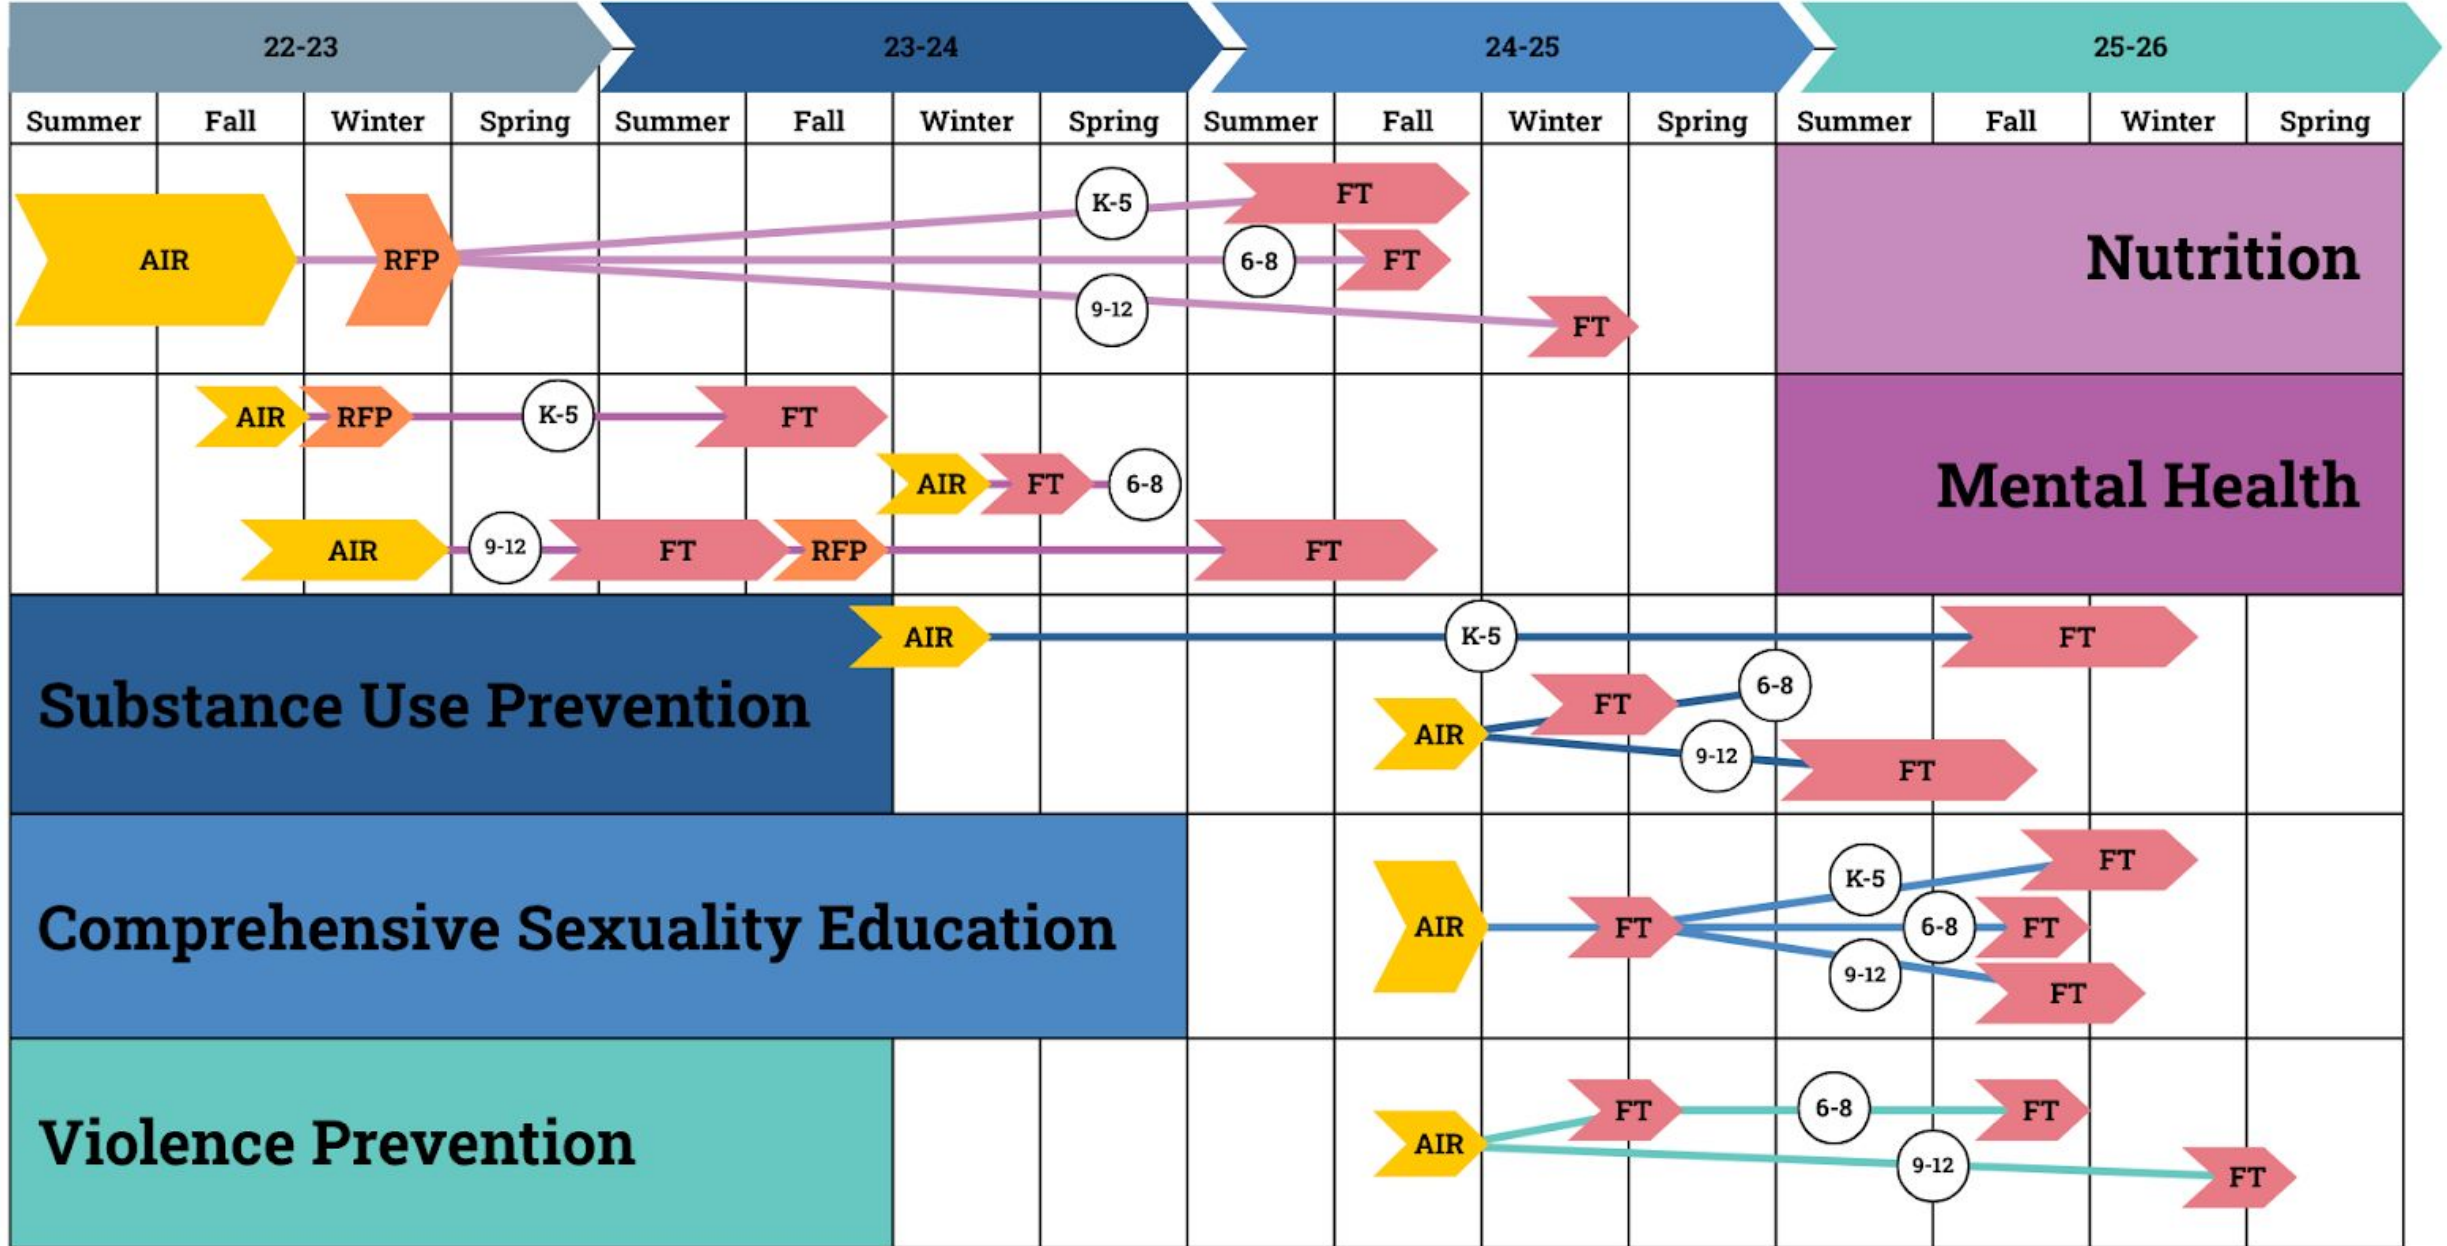 22-23 23-24 24-25 25-26
Summer Fall Winter Spring Summer Fall Winter Spring Summer Fall Winter Spring Summer Fall Winter Spring
K-5 FT
AIR RFP 6-8 FT Nutrition
9-12 FT
AIR RFP K-5 FT
AIR FT 6-8 Mental Health
AIR 9-12 FT RFP FT
AIR K-5 FT
Substance Use Prevention AIR FT 6-8
9-12 FT
K-5 FT
Comprehensive Sexuality Education AIR FT 6-8 FT
9-12 FT
FT 6-8 FT
Violence Prevention AIR
9-12 FT